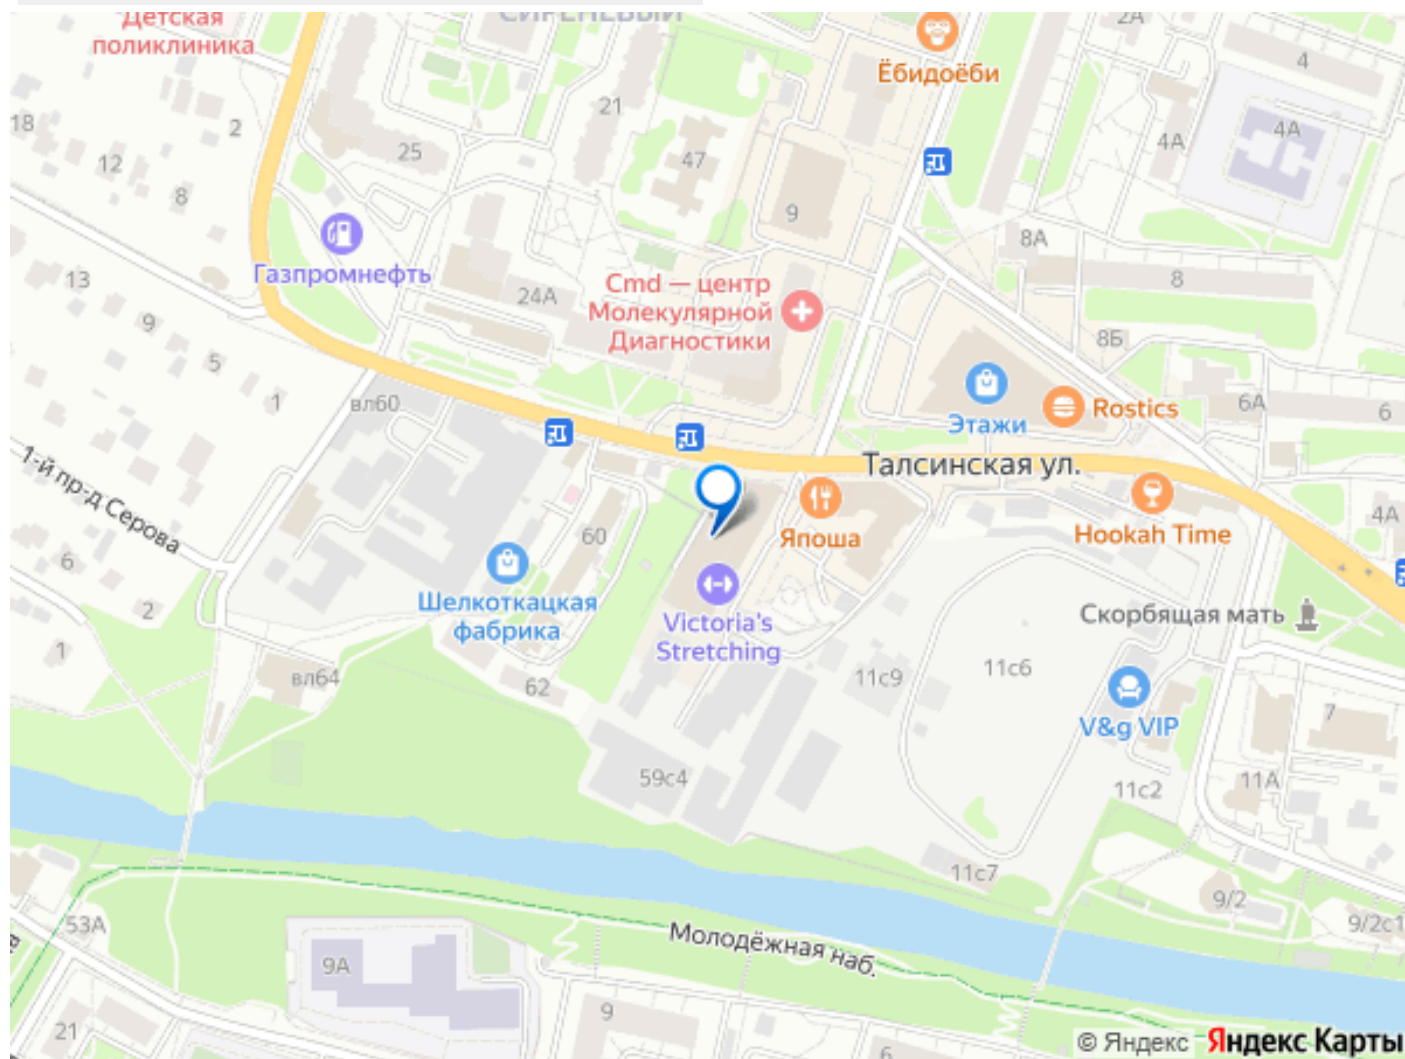 СИРЕНЕВЫЙ
Детская
поликлиника
2А
4
Ёбидоёби
21
18
2
25
47
4А
4А
12
8
9
8А
Газпромнефть
13
24А
8
Cmd — центр
Молекулярной
Диагностики
9
8Б
5
1
вл60
Этажи
Rostics
6А
6
Талсинская ул.
1-й пр-д Серова
60
Япоша
Hookah Time
4А
6
Шелкоткацкая
фабрика
2
Victoria's
Stretching
Скорбящая мать
1
вл64
62
11с9
11с6
V&g VIP
7
59с4
11с2
11А
11с7
9/2
9/2с1
53А
Молодёжная наб.
9А
21
9
6
© Яндекс Яндекс Карты